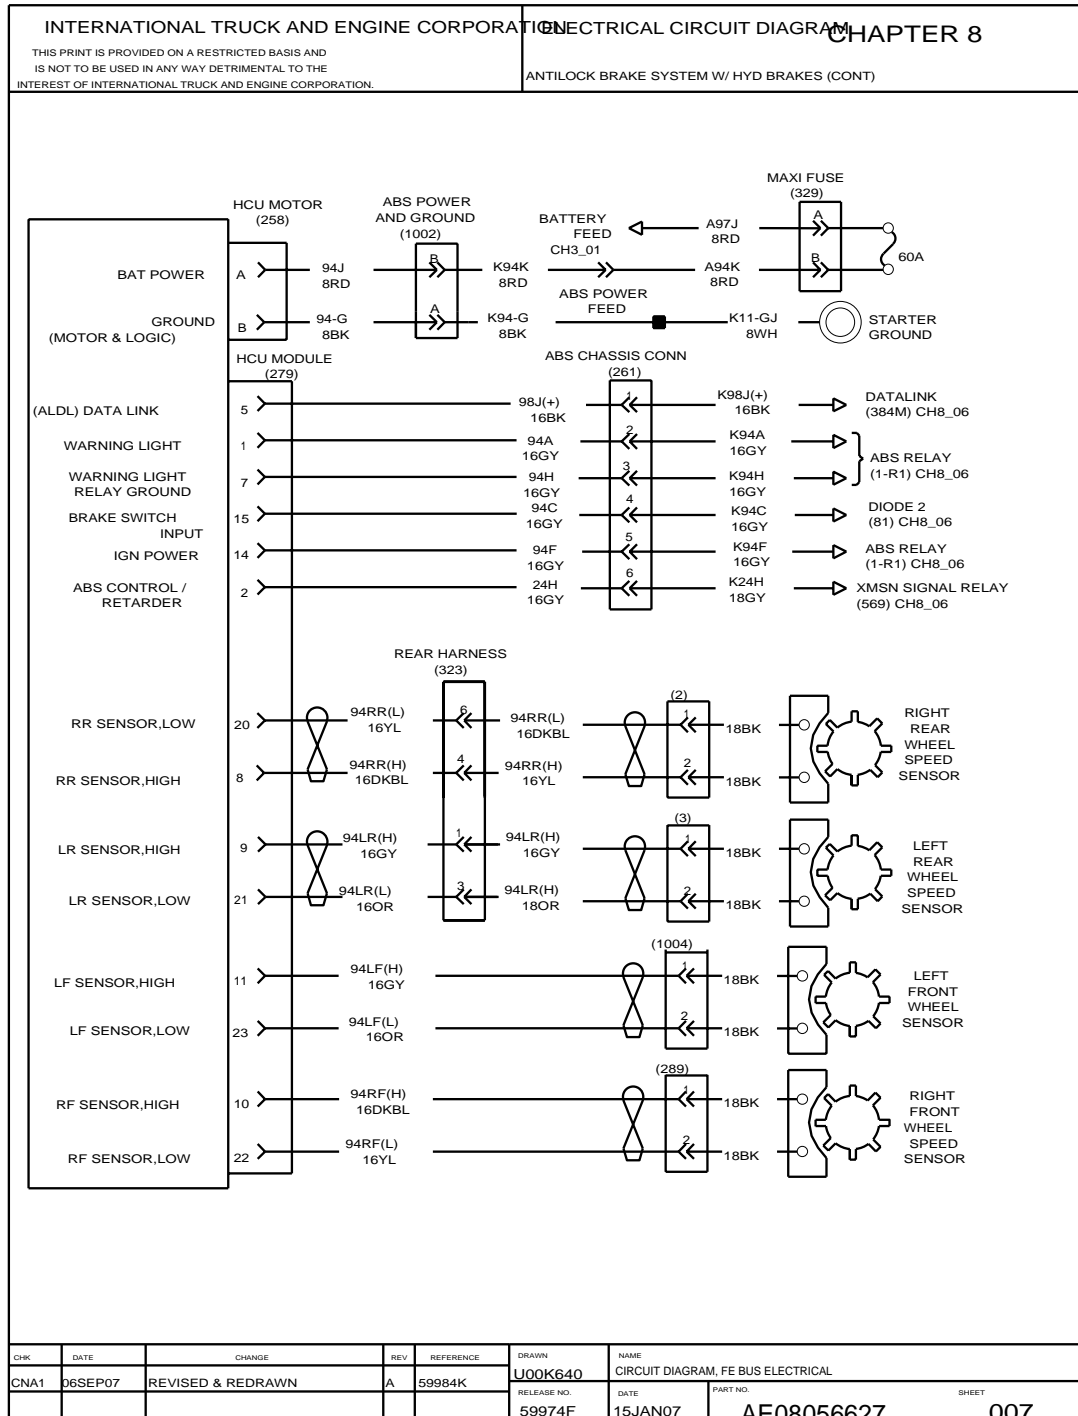 INTERNATIONAL TRUCK AND ENGINE CORPORATION
THIS PRINT IS PROVIDED ON A RESTRICTED BASIS AND
IS NOT TO BE USED IN ANY WAY DETRIMENTAL TO THE
INTEREST OF INTERNATIONAL TRUCK AND ENGINE CORPORATION.
ELECTRICAL CIRCUIT DIAGRAM
CHAPTER 8
ANTILOCK BRAKE SYSTEM W/ HYD BRAKES (CONT)
HCU MOTOR
(258)
ABS POWER
AND GROUND
(1002)
MAXI FUSE
(329)
BATTERY
FEED
CH3_01
A97J
8RD
A
BAT POWER
A
94J
8RD
B
K94K
8RD
A94K
8RD
B
60A
ABS POWER
FEED
GROUND
(MOTOR & LOGIC)
B
94-G
8BK
A
K94-G
8BK
K11-GJ
8WH
STARTER
GROUND
HCU MODULE
(279)
ABS CHASSIS CONN
(261)
(ALDL) DATA LINK
5
98J(+)
16BK
1
K98J(+)
16BK
DATALINK
(384M) CH8_06
WARNING LIGHT
1
94A
16GY
2
K94A
16GY
ABS RELAY
(1-R1) CH8_06
WARNING LIGHT
RELAY GROUND
7
94H
16GY
3
K94H
16GY
BRAKE SWITCH
INPUT
15
94C
16GY
4
K94C
16GY
DIODE 2
(81) CH8_06
IGN POWER
14
94F
16GY
5
K94F
16GY
ABS RELAY
(1-R1) CH8_06
ABS CONTROL /
RETARDER
2
24H
16GY
6
K24H
18GY
XMSN SIGNAL RELAY
(569) CH8_06
REAR HARNESS
(323)
RR SENSOR,LOW
20
94RR(L)
16YL
6
94RR(L)
16DKBL
(2)
1
18BK
RR SENSOR,HIGH
8
94RR(H)
16DKBL
4
94RR(H)
16YL
2
18BK
RIGHT
REAR
WHEEL
SPEED
SENSOR
LR SENSOR,HIGH
9
94LR(H)
16GY
1
94LR(H)
16GY
(3)
1
18BK
LR SENSOR,LOW
21
94LR(L)
16OR
3
94LR(H)
18OR
2
18BK
LEFT
REAR
WHEEL
SPEED
SENSOR
LF SENSOR,HIGH
11
94LF(H)
16GY
(1004)
1
18BK
LF SENSOR,LOW
23
94LF(L)
16OR
2
18BK
LEFT
FRONT
WHEEL
SENSOR
RF SENSOR,HIGH
10
94RF(H)
16DKBL
(289)
1
18BK
RF SENSOR,LOW
22
94RF(L)
16YL
2
18BK
RIGHT
FRONT
WHEEL
SPEED
SENSOR
CHK DATE CHANGE REV REFERENCE
CNA1 06SEP07 REVISED & REDRAWN A 59984K
DRAWN
U00K640
NAME
CIRCUIT DIAGRAM, FE BUS ELECTRICAL
RELEASE NO.
59974F
DATE
15JAN07
PART NO.
AE08056627
SHEET
007